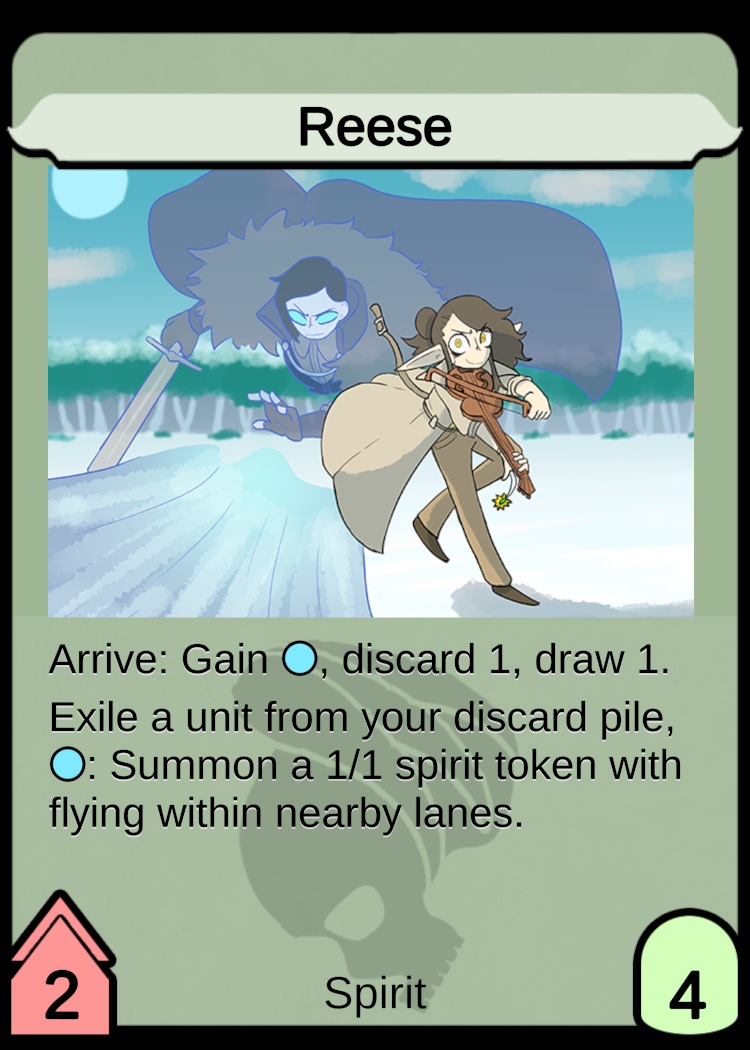 Reese
Arrive: Gain , discard 1, draw 1.
Exile a unit from your discard pile,
: Summon a 1/1 spirit token with
flying within nearby lanes.
2
Spirit
4